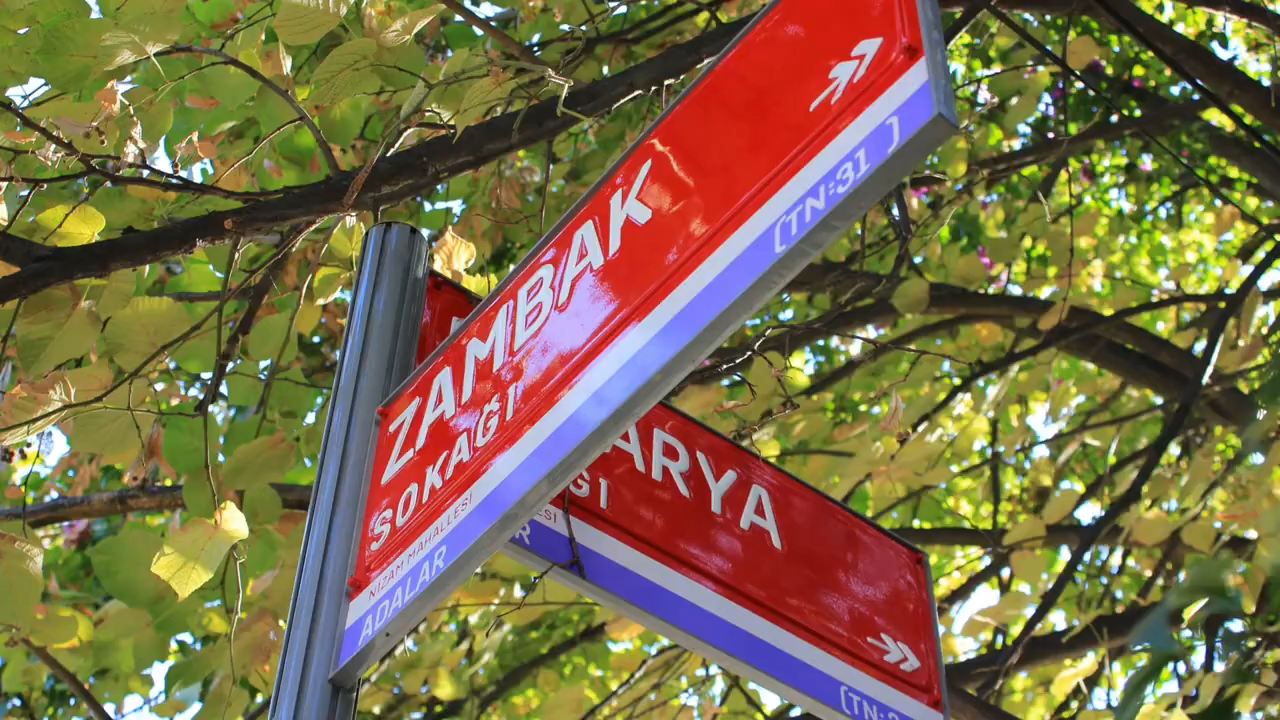 ZAMBAK
SOKAĞI
NİZAM MAHALLESİ
ADALAR
(TN:31 )
ARYA